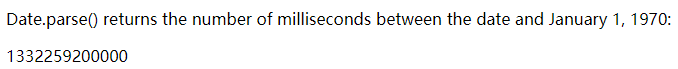 Date.parse() returns the number of milliseconds between the date and January 1, 1970:
1332259200000